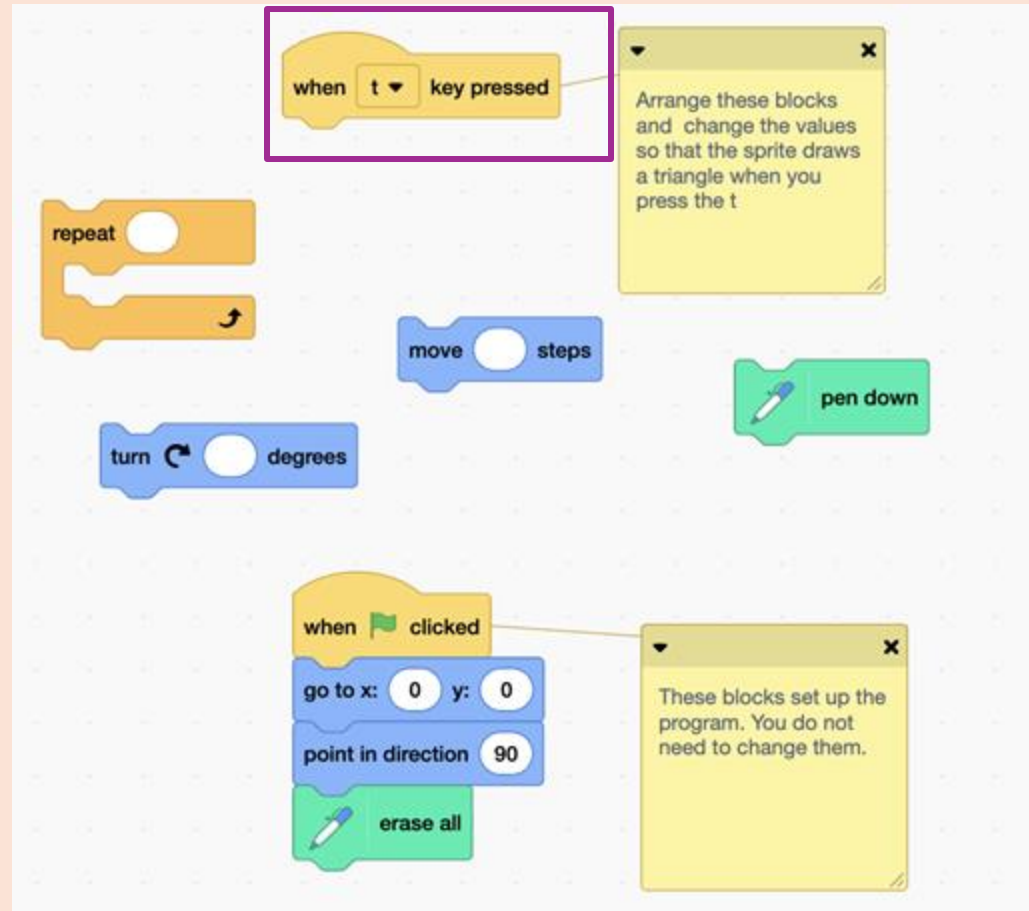 when t key pressed
Arrange these blocks
and change the values
so that the sprite draws
a triangle when you
press the t
repeat
move steps
pen down
turn degrees
when clicked
go to x: 0 y: 0
point in direction 90
erase all
These blocks set up the
program. You do not
need to change them.